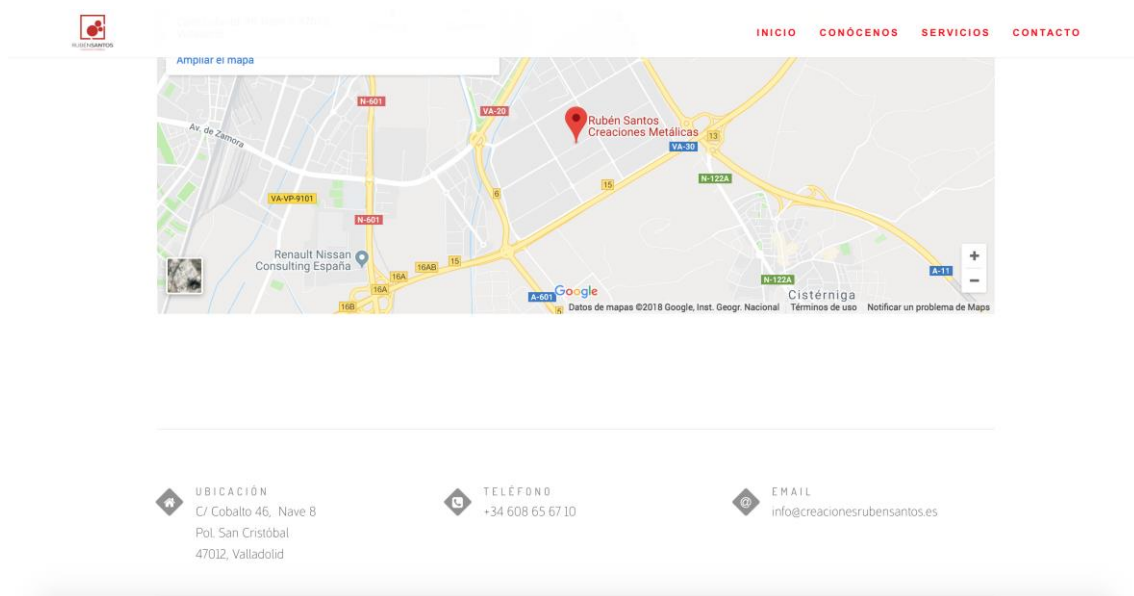 RUBENSANTOS
INICIO CONÓCENOS SERVICIOS CONTACTO
Ampliar el mapa
N-601
VA-20
Av. de Zamora
Rubén Santos
Creaciones Metálicas
13
VA-30
N-122A
15
VA-VP-9101
6
N-601
Renault Nissan
Consulting España
16AB
15
16A
16A
A-11
N-122A
Cistérniga
A-601
Google
16B
Datos de mapas ©2018 Google, Inst. Geogr. Nacional Términos de uso Notificar un problema de Maps
UBICACIÓN
C/ Cobalto 46, Nave 8
Pol. San Cristóbal
47012, Valladolid
TELÉFONO
+34 608 65 67 10
EMAIL
info@creacionesrubensantos.es